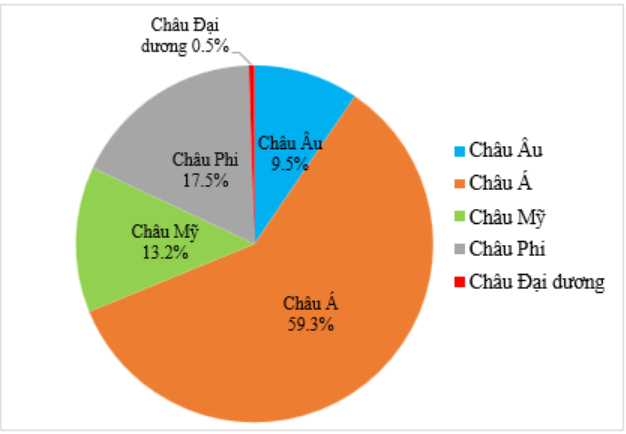 Châu Đại
dương 0.5%
Châu Âu
9.5%
Châu Phi
17.5%
Châu Mỹ
13.2%
Châu Á
59.3%
Châu Âu
Châu Á
Châu Mỹ
Châu Phi
Châu Đại dương